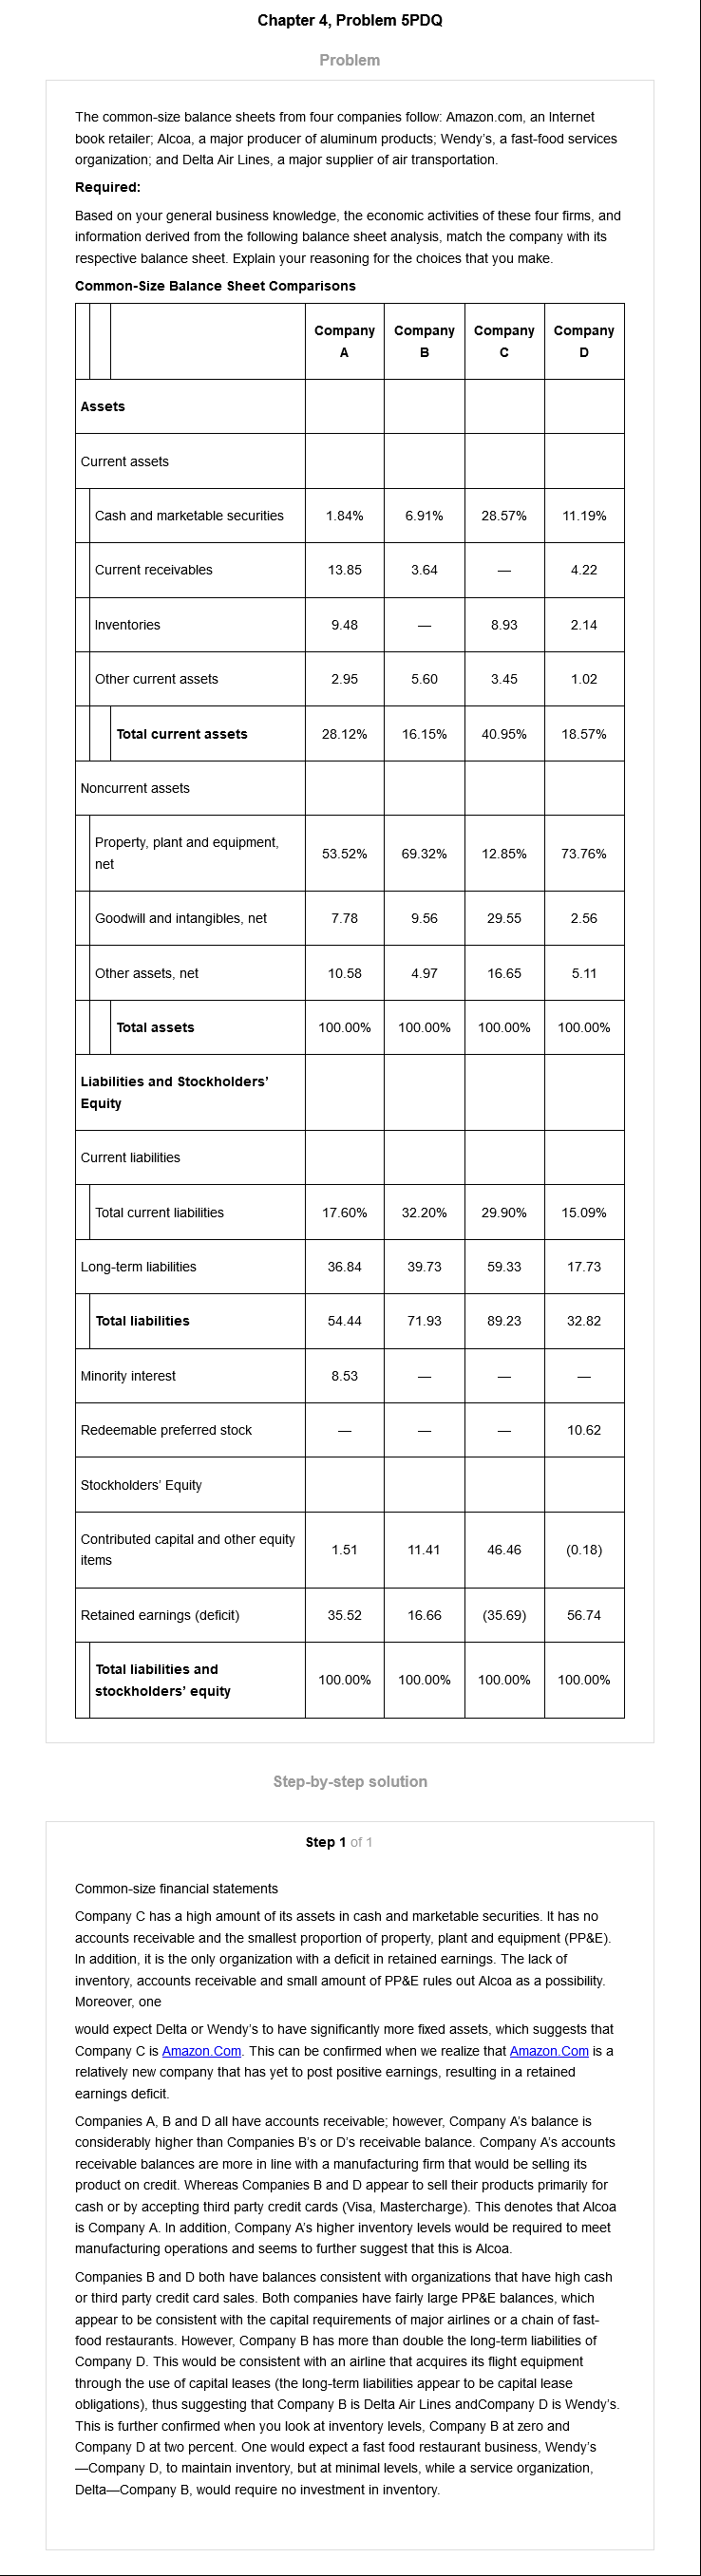 Chapter 4, Problem 5PDQ
Problem
The common-size balance sheets from four companies follow: Amazon.com, an Internet
book retailer; Alcoa, a major producer of aluminum products; Wendy's, a fast-food services
organization; and Delta Air Lines, a major supplier of air transportation.
Required:
Based on your general business knowledge, the economic activities of these four firms, and
information derived from the following balance sheet analysis, match the company with its
respective balance sheet. Explain your reasoning for the choices that you make.
Common-Size Balance Sheet Comparisons
Company A Company B Company C Company D
Assets
Current assets
Cash and marketable securities 1.84% 6.91% 28.57% 11.19%
Current receivables 13.85 3.64 — 4.22
Inventories 9.48 — 8.93 2.14
Other current assets 2.95 5.60 3.45 1.02
Total current assets 28.12% 16.15% 40.95% 18.57%
Noncurrent assets
Property, plant and equipment,
net 53.52% 69.32% 12.85% 73.76%
Goodwill and intangibles, net 7.78 9.56 29.55 2.56
Other assets, net 10.58 4.97 16.65 5.11
Total assets 100.00% 100.00% 100.00% 100.00%
Liabilities and Stockholders'
Equity
Current liabilities
Total current liabilities 17.60% 32.20% 29.90% 15.09%
Long-term liabilities 36.84 39.73 59.33 17.73
Total liabilities 54.44 71.93 89.23 32.82
Minority interest 8.53 — — —
Redeemable preferred stock — — — 10.62
Stockholders' Equity
Contributed capital and other equity
items 1.51 11.41 46.46 (0.18)
Retained earnings (deficit) 35.52 16.66 (35.69) 56.74
Total liabilities and
stockholders' equity 100.00% 100.00% 100.00% 100.00%
Step-by-step solution
Step 1 of 1
Common-size financial statements
Company C has a high amount of its assets in cash and marketable securities. It has no
accounts receivable and the smallest proportion of property, plant and equipment (PP&E).
In addition, it is the only organization with a deficit in retained earnings. The lack of
inventory, accounts receivable and small amount of PP&E rules out Alcoa as a possibility.
Moreover, one
would expect Delta or Wendy's to have significantly more fixed assets, which suggests that
Company C is Amazon.Com. This can be confirmed when we realize that Amazon.Com is a
relatively new company that has yet to post positive earnings, resulting in a retained
earnings deficit.
Companies A, B and D all have accounts receivable; however, Company A's balance is
considerably higher than Companies B's or D's receivable balance. Company A's accounts
receivable balances are more in line with a manufacturing firm that would be selling its
product on credit. Whereas Companies B and D appear to sell their products primarily for
cash or by accepting third party credit cards (Visa, Mastercharge). This denotes that Alcoa
is Company A. In addition, Company A's higher inventory levels would be required to meet
manufacturing operations and seems to further suggest that this is Alcoa.
Companies B and D both have balances consistent with organizations that have high cash
or third party credit card sales. Both companies have fairly large PP&E balances, which
appear to be consistent with the capital requirements of major airlines or a chain of fast-
food restaurants. However, Company B has more than double the long-term liabilities of
Company D. This would be consistent with an airline that acquires its flight equipment
through the use of capital leases (the long-term liabilities appear to be capital lease
obligations), thus suggesting that Company B is Delta Air Lines andCompany D is Wendy's.
This is further confirmed when you look at inventory levels, Company B at zero and
Company D at two percent. One would expect a fast food restaurant business, Wendy's
—Company D, to maintain inventory, but at minimal levels, while a service organization,
Delta—Company B, would require no investment in inventory.